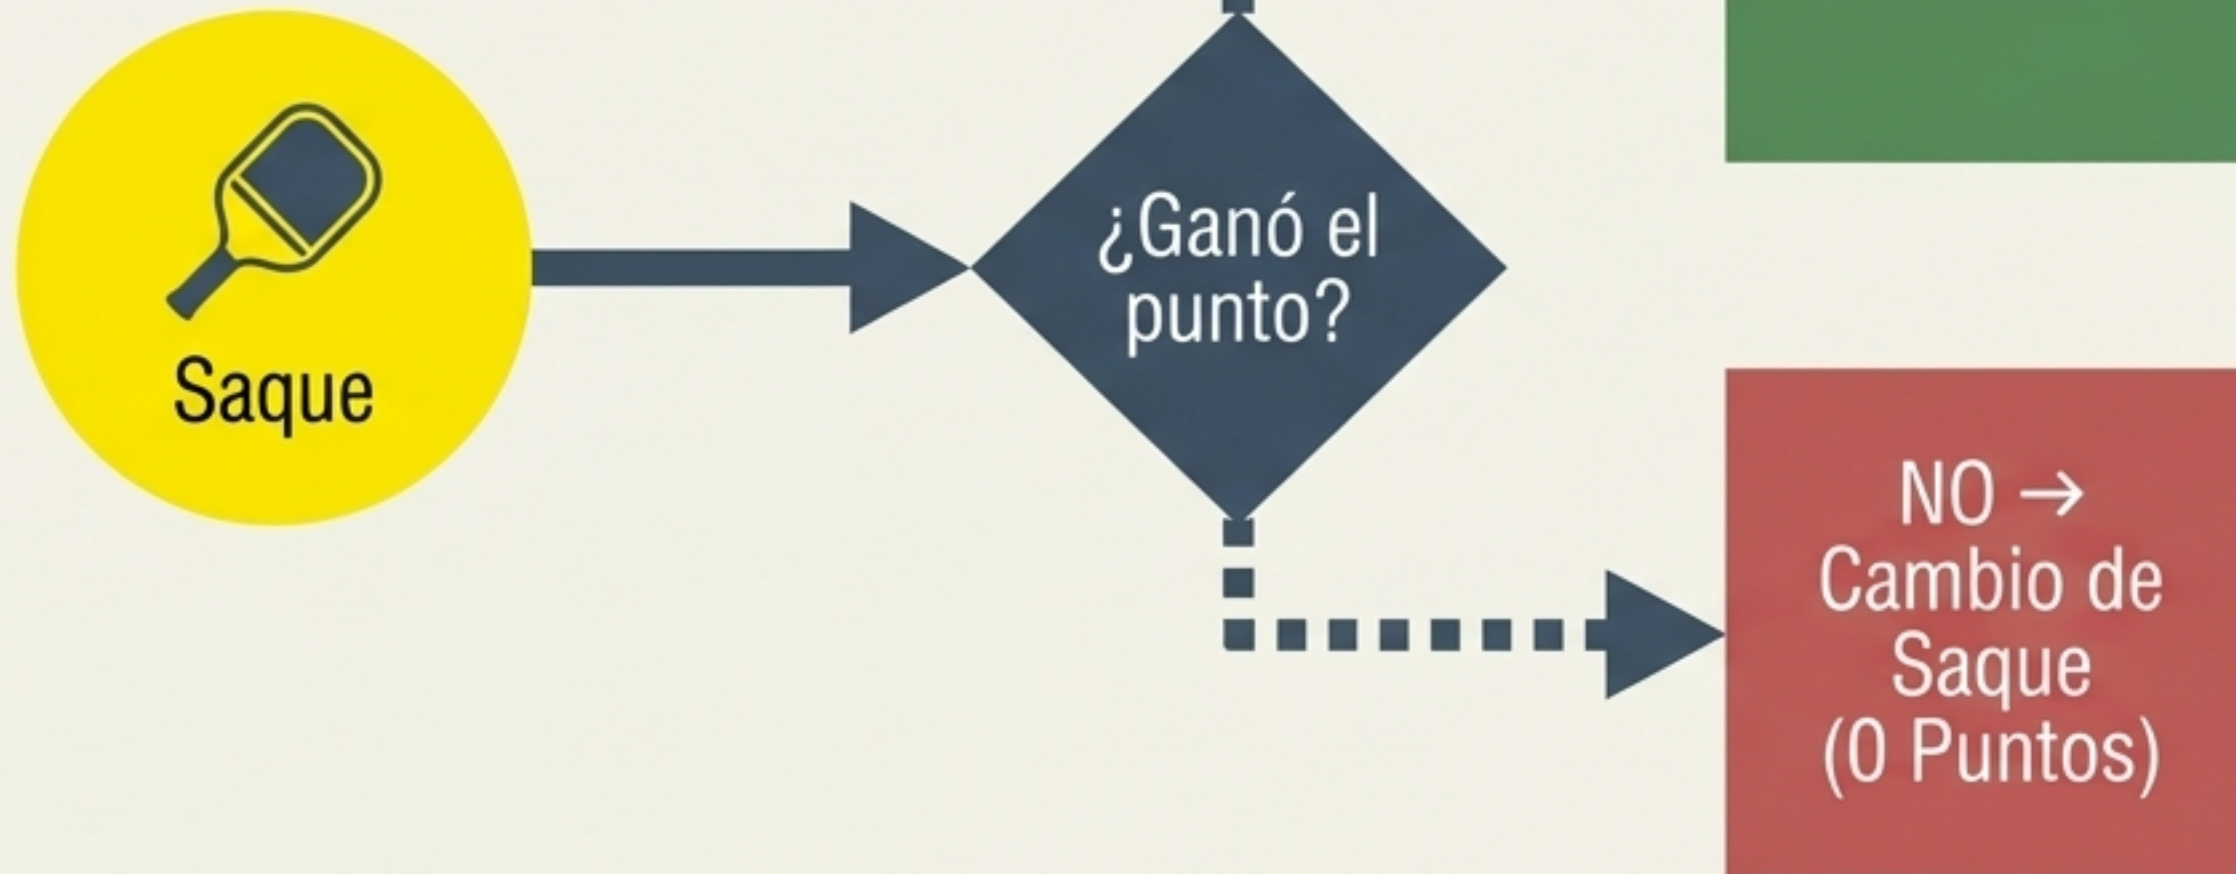 Saque
¿Ganó el
punto?
NO →
Cambio de
Saque
(0 Puntos)